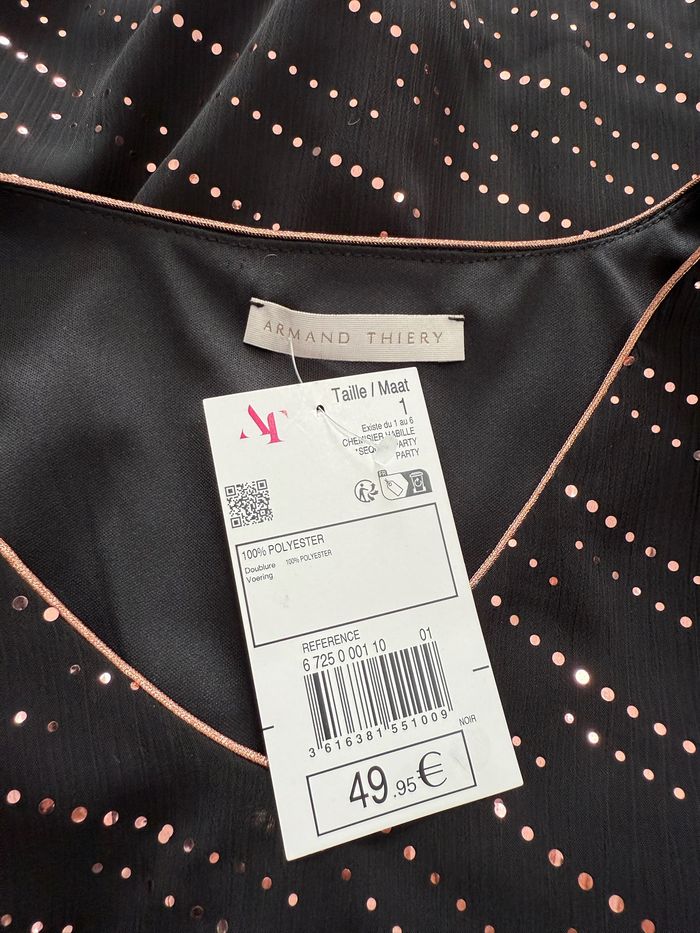 ARMAND THIERY
AT
Taille / Maat
1
Existe du 1 au 6
CHEMISIER HABILLE
PARTY
FR
100% POLYESTER
Doublure 100% POLYESTER
Voering
REFERENCE
6 725 0 001 10 01
3 616381 551009
NOIR
49.95€